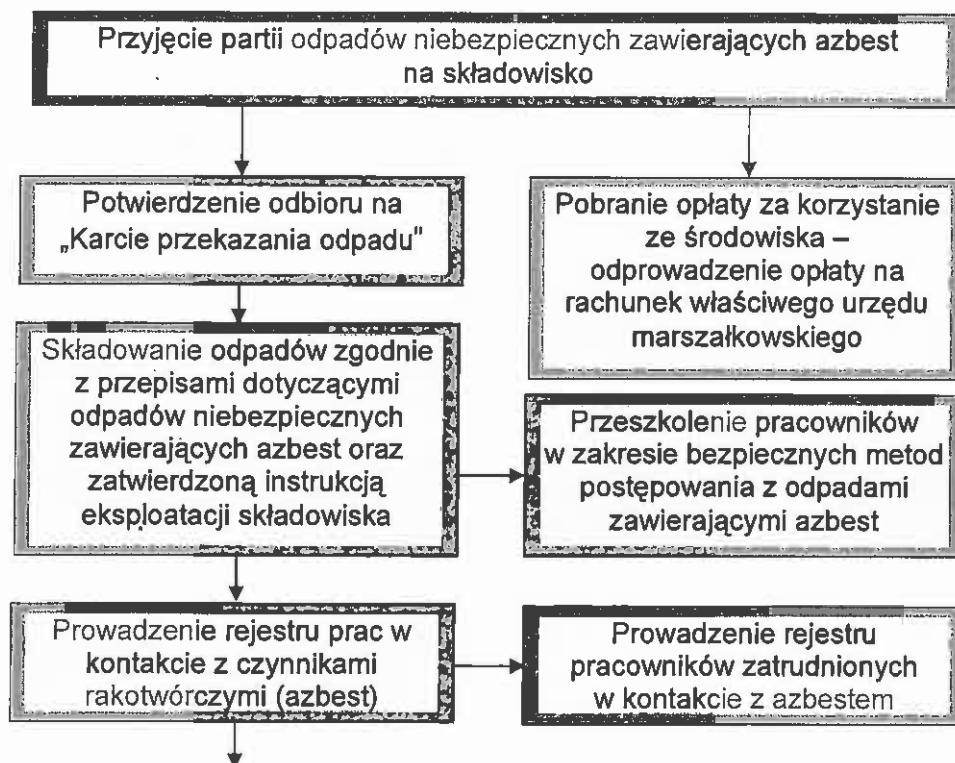 Przyjęcie partii odpadów niebezpiecznych zawierających azbest
na składowisko
Potwierdzenie odbioru na
„Karcie przekazania odpadu"
Pobranie opłaty za korzystanie
ze środowiska –
odprowadzenie opłaty na
rachunek właściwego urzędu
marszałkowskiego
Składowanie odpadów zgodnie
z przepisami dotyczącymi
odpadów niebezpiecznych
zawierających azbest oraz
zatwierdzoną instrukcją
eksploatacji składowiska
Przeszkolenie pracowników
w zakresie bezpiecznych metod
postępowania z odpadami
zawierającymi azbest
Prowadzenie rejestru prac w
kontakcie z czynnikami
rakotwórczymi (azbest)
Prowadzenie rejestru
pracowników zatrudnionych
w kontakcie z azbestem